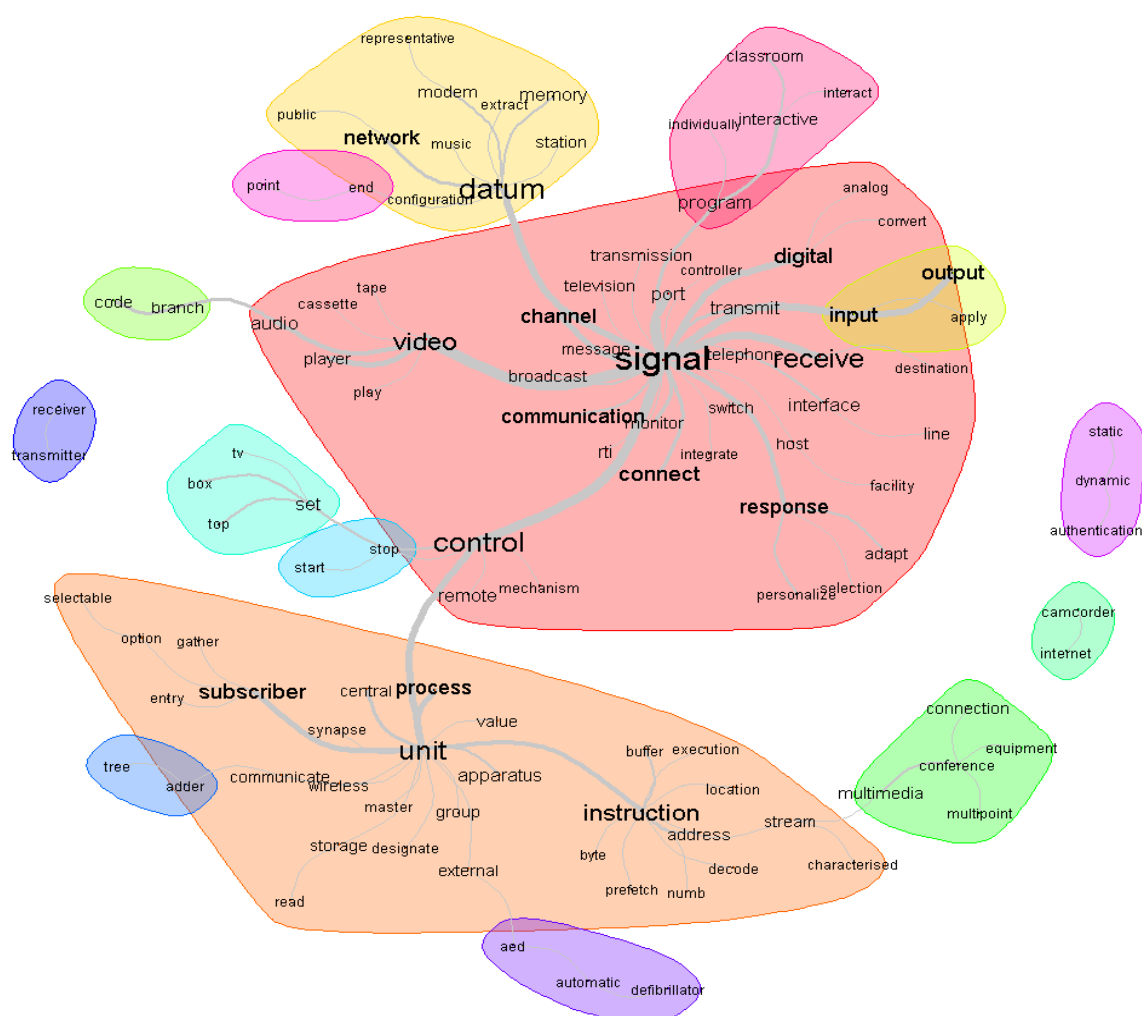 representative
classroom
modem
memory
interact
extract
public
individually
interactive
network
music
station
point
end
datum
analog
configuration
program
convert
transmission
digital
controller
output
code
branch
tape
television
port
cassette
transmit
audio
channel
input
apply
video
message
player
signal
telephone
receive
destination
broadcast
play
receiver
communication
switch
interface
monitor
line
static
transmitter
tv
rti
integrate
host
box
connect
dynamic
set
facility
top
response
authentication
stop
control
start
adapt
remote
mechanism
selection
personalize
selectable
camcorder
option
gather
internet
subscriber
central
process
entry
connection
synapse
value
unit
buffer
execution
equipment
tree
communicate
apparatus
conference
adder
wireless
location
multimedia
master
group
instruction
multipoint
stream
address
storage
designate
byte
characterised
external
decode
prefetch
numb
read
aed
automatic
defibrillator